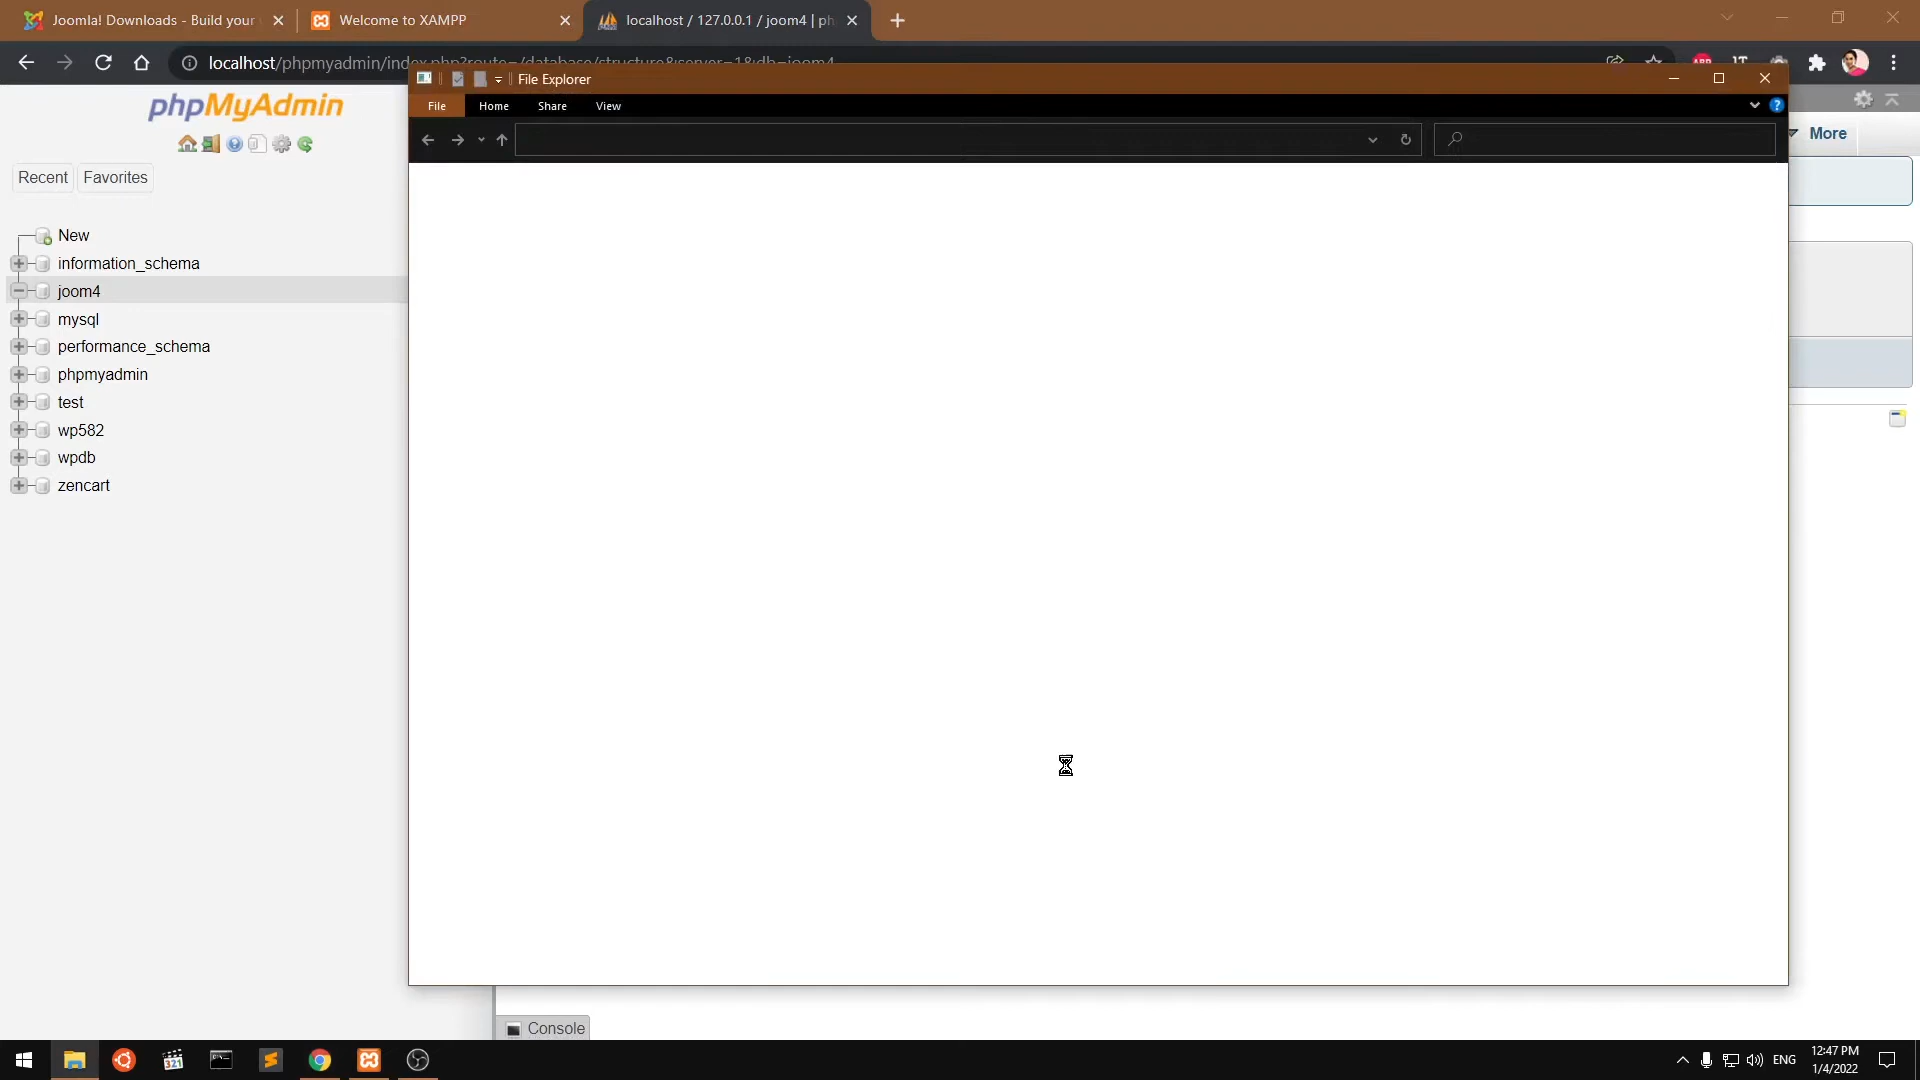 Joomla! Downloads - Build your
Welcome to XAMPP
localhost / 127.0.0.1 / joom4 | ph
localhost/phpmyadmin/index.php?route=/database/structure&server=1&db=joom4
phpMyAdmin
Recent
Favorites
New
information_schema
joom4
mysql
performance_schema
phpmyadmin
test
wp582
wpdb
zencart
File Explorer
File
Home
Share
View
More
Console
ENG
12:47 PM
1/4/2022